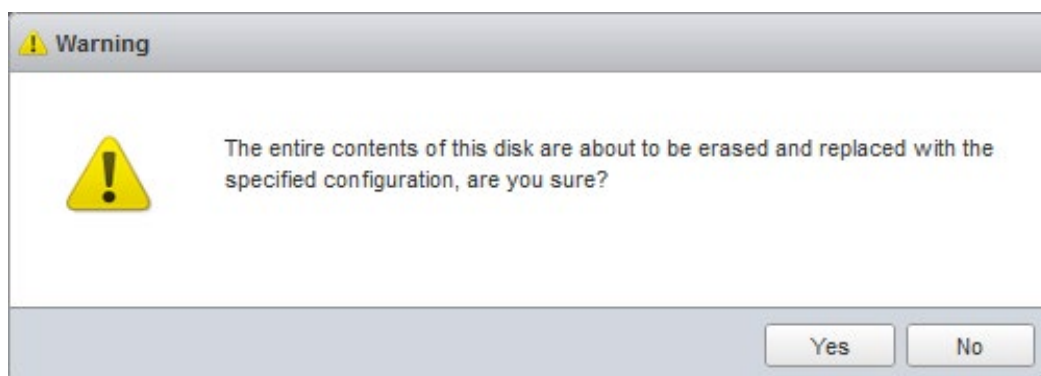 Warning
The entire contents of this disk are about to be erased and replaced with the
specified configuration, are you sure?
Yes No